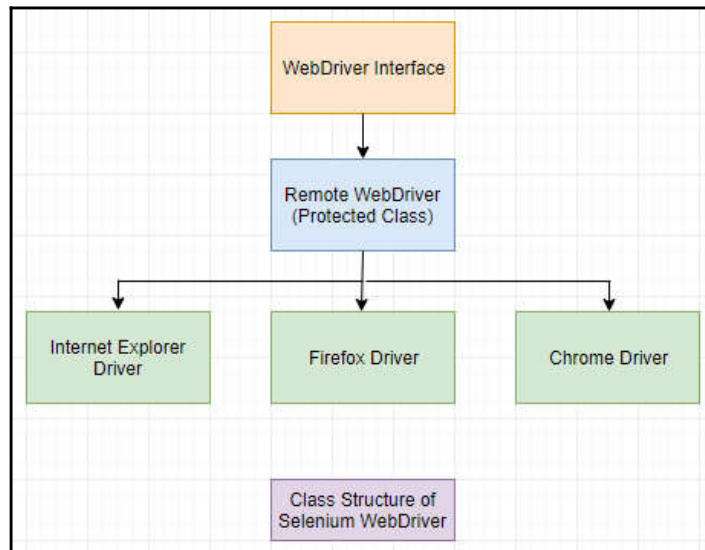 WebDriver Interface
Remote WebDriver
(Protected Class)
Internet Explorer
Driver
Firefox Driver
Chrome Driver
Class Structure of
Selenium WebDriver